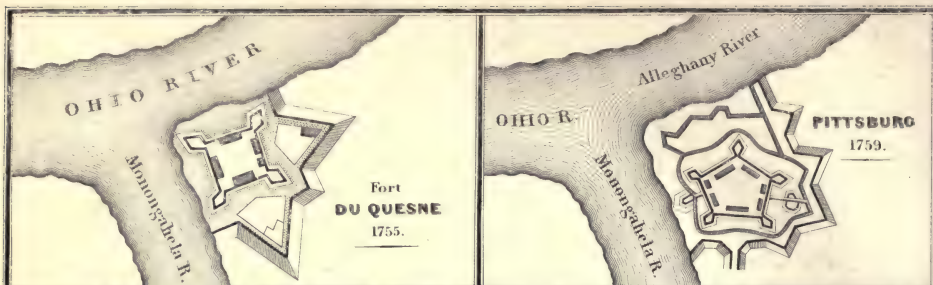 OHIO RIVER
Monongahela R.
Fort
DU QUESNE
1755.
Alleghany River
OHIO R.
Monongahela R.
PITTSBURG
1759.